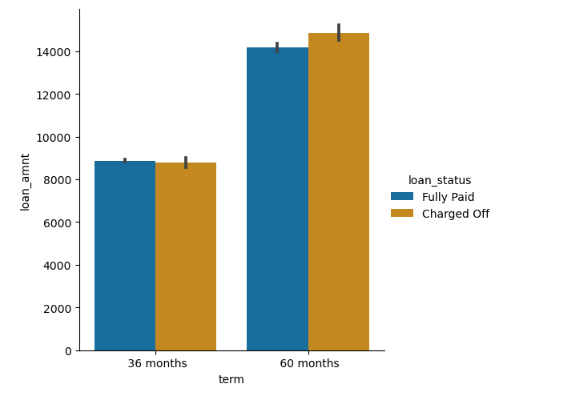 14000
12000
10000
8000
6000
4000
2000
0
loan_amnt
36 months
60 months
term
loan_status
Fully Paid
Charged Off